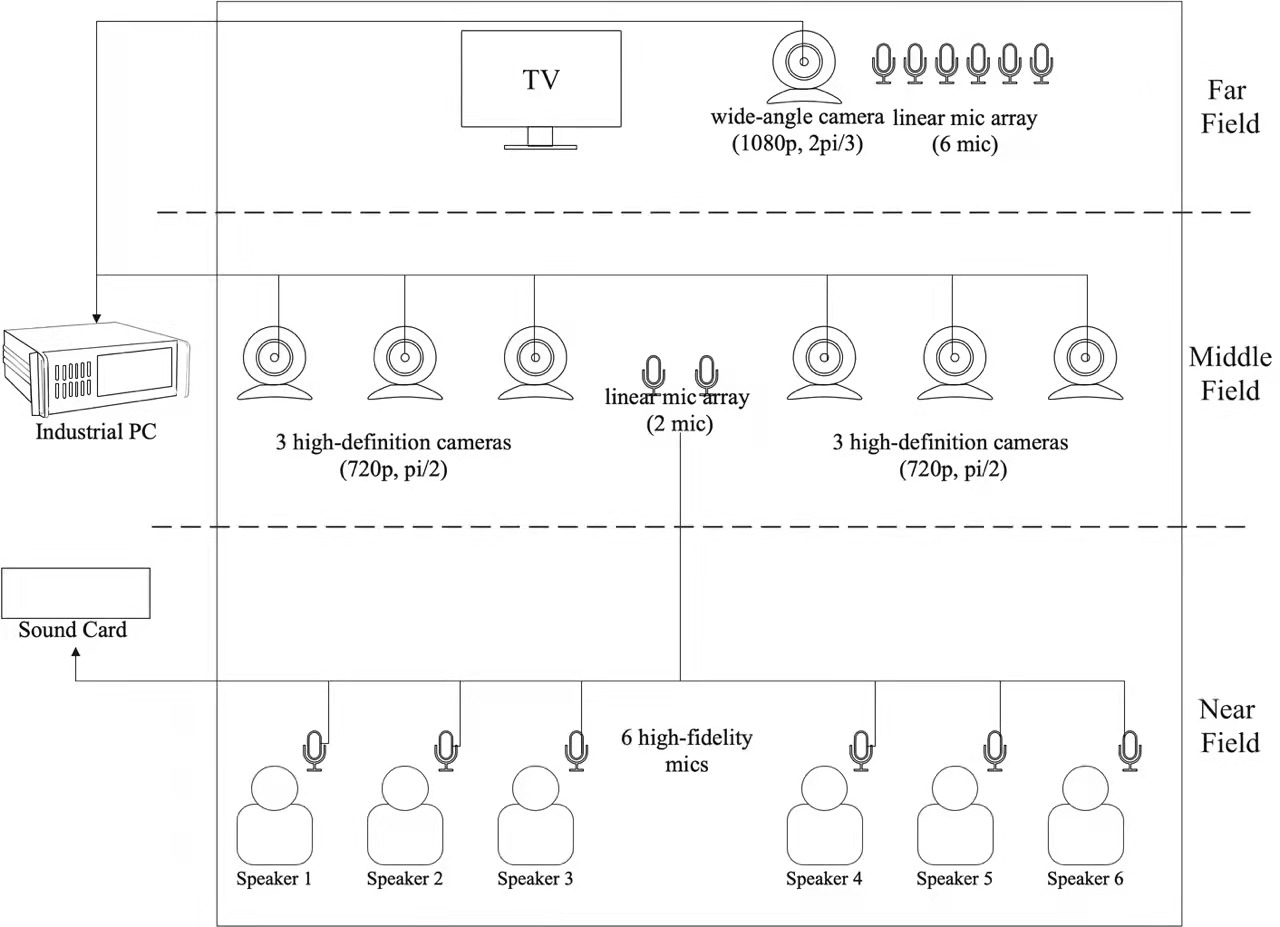 TV
wide-angle camera
(1080p, 2pi/3)
linear mic array
(6 mic)
Far
Field
Industrial PC
3 high-definition cameras
(720p, pi/2)
linear mic array
(2 mic)
3 high-definition cameras
(720p, pi/2)
Middle
Field
Sound Card
6 high-fidelity
mics
Near
Field
Speaker 1
Speaker 2
Speaker 3
Speaker 4
Speaker 5
Speaker 6